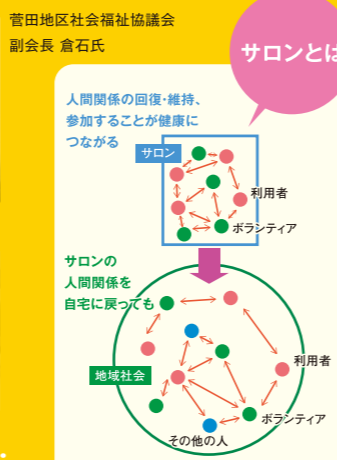 菅田地区社会福祉協議会
副会長 倉石氏
サロンとは
人間関係の回復・維持、
参加することが健康に
つながる
サロン
利用者
ボランティア
サロンの
人間関係を
自宅に戻っても
地域社会
利用者
ボランティア
その他の人